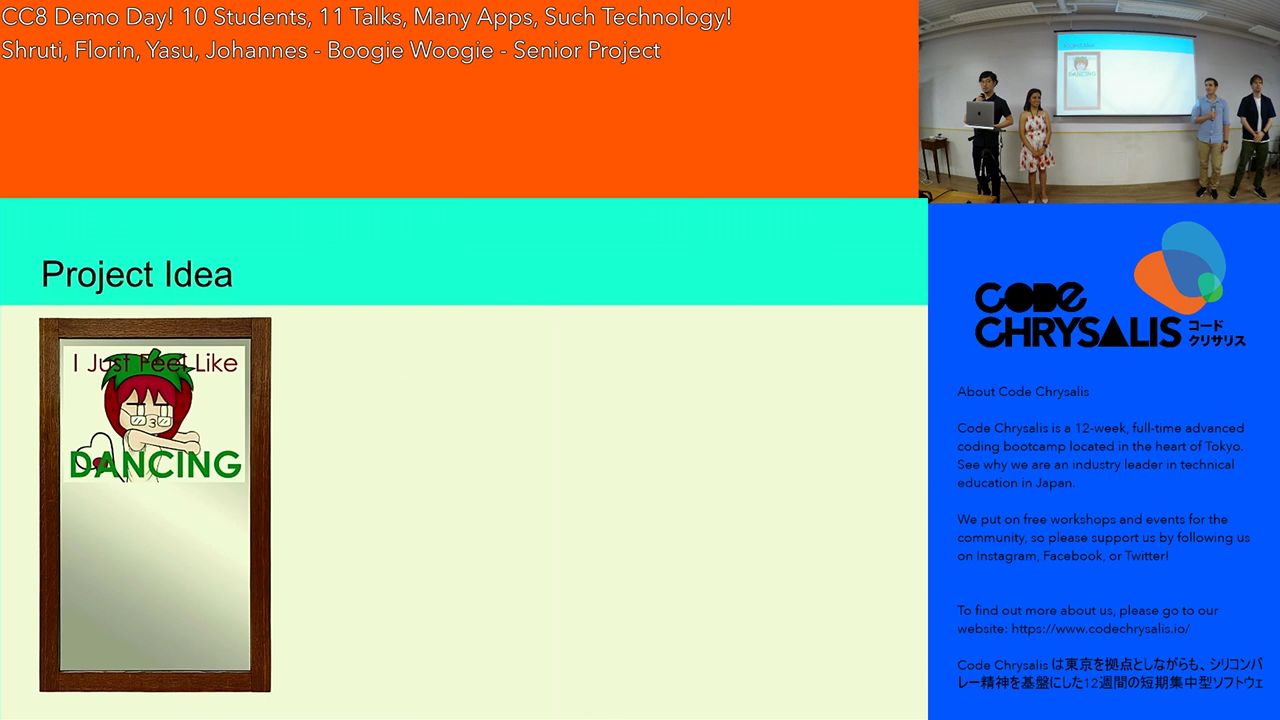 CC8 Demo Day! 10 Students, 11 Talks, Many Apps, Such Technology!
Shruti, Florin, Yasu, Johannes - Boogie Woogie - Senior Project
Project Idea
I Just Feel Like
DANCING
Project Idea
DANCING
CODE
CHRYSALIS
コード
クリサリス
About Code Chrysalis
Code Chrysalis is a 12-week, full-time advanced
coding bootcamp located in the heart of Tokyo.
See why we are an industry leader in technical
education in Japan.
We put on free workshops and events for the
community, so please support us by following us
on Instagram, Facebook, or Twitter!
To find out more about us, please go to our
website: https://www.codechrysalis.io/
Code Chrysalis は東京を拠点としながらも、シリコンバ
レー精神を基盤にした12週間の短期集中型ソフトウェ